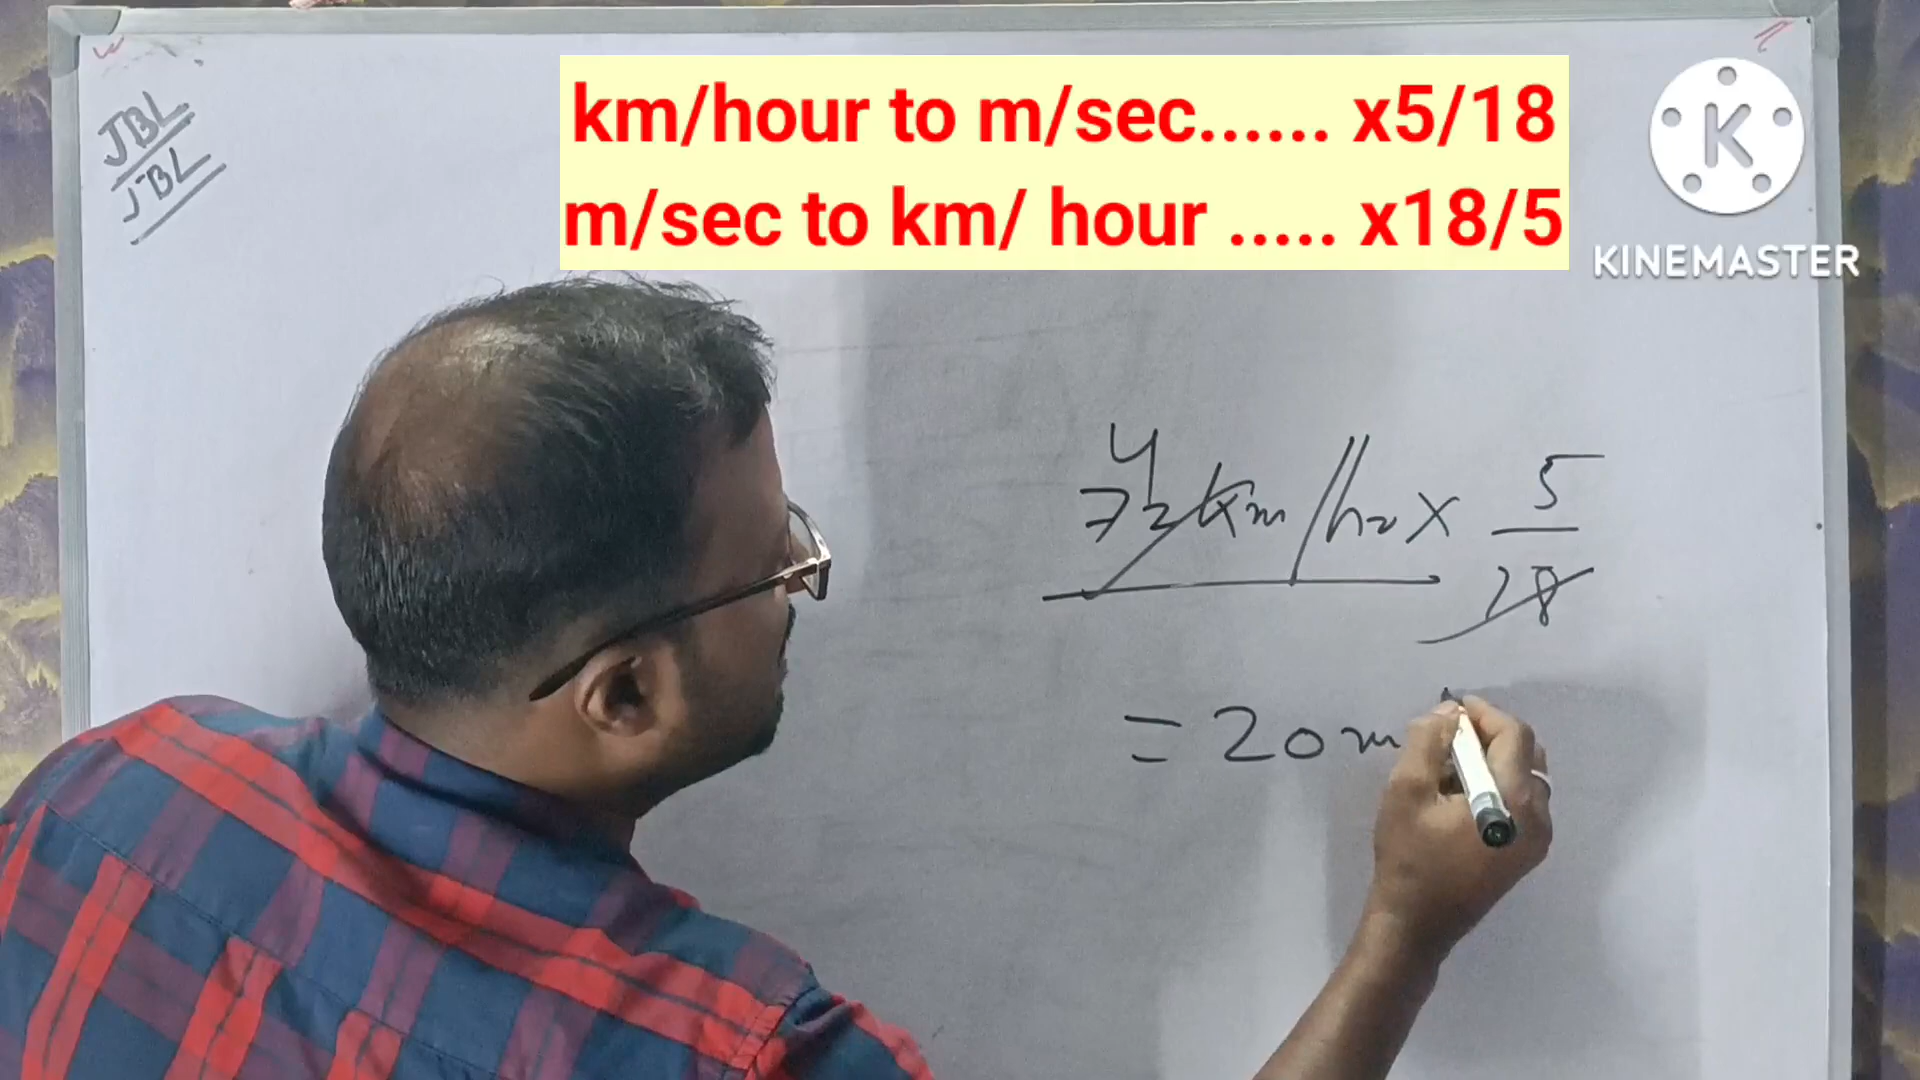 km/hour to m/sec...... x5/18
m/sec to km/ hour ..... x18/5
KINEMASTER
JBL
JBL
4
72 km/hr x 5/18
= 20 m